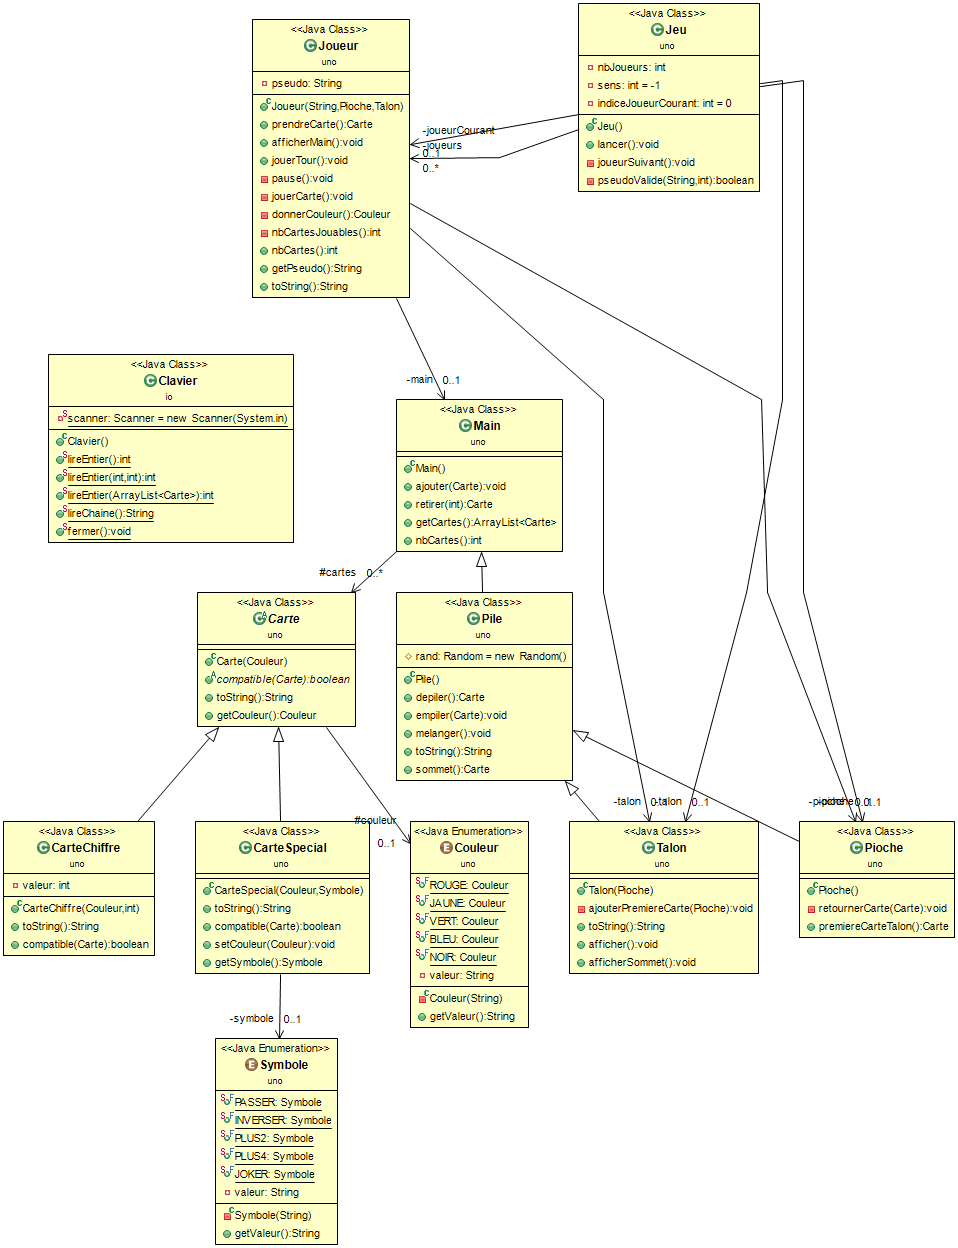 <<Java Class>>
Joueur
uno
pseudo: String
Joueur(String,Pioche,Talon)
prendreCarte():Carte
afficherMain():void
jouerTour():void
pause():void
jouerCarte():void
donnerCouleur():Couleur
nbCartesJouables():int
nbCartes():int
getPseudo():String
toString():String
<<Java Class>>
Jeu
uno
nbJoueurs: int
sens: int = -1
indiceJoueurCourant: int = 0
Jeu()
lancer():void
joueurSuivant():void
pseudoValide(String,int):boolean
-joueurCourant
-joueurs
0..1
0..*
<<Java Class>>
Clavier
io
scanner: Scanner = new Scanner(System.in)
Clavier()
lireEntier():int
lireEntier(int,int):int
lireEntier(ArrayList<Carte>):int
lireChaine():String
fermer():void
-main 0..1
<<Java Class>>
Main
uno
Main()
ajouter(Carte):void
retirer(int):Carte
getCartes():ArrayList<Carte>
nbCartes():int
#cartes 0..*
<<Java Class>>
Carte
uno
Carte(Couleur)
compatible(Carte):boolean
toString():String
getCouleur():Couleur
<<Java Class>>
Pile
uno
rand: Random = new Random()
Pile()
depiler():Carte
empiler(Carte):void
melanger():void
toString():String
sommet():Carte
#couleur
0..1
-talon 0..1
-talon 0..1
-pioche 0..1
-pioche 0..1
<<Java Class>>
CarteChiffre
uno
valeur: int
CarteChiffre(Couleur,int)
toString():String
compatible(Carte):boolean
<<Java Class>>
CarteSpecial
uno
CarteSpecial(Couleur,Symbole)
toString():String
compatible(Carte):boolean
setCouleur(Couleur):void
getSymbole():Symbole
<<Java Enumeration>>
Couleur
uno
ROUGE: Couleur
JAUNE: Couleur
VERT: Couleur
BLEU: Couleur
NOIR: Couleur
valeur: String
Couleur(String)
getValeur():String
<<Java Class>>
Talon
uno
Talon(Pioche)
ajouterPremiereCarte(Pioche):void
toString():String
afficher():void
afficherSommet():void
<<Java Class>>
Pioche
uno
Pioche()
retournerCarte(Carte):void
premiereCarteTalon():Carte
-symbole 0..1
<<Java Enumeration>>
Symbole
uno
PASSER: Symbole
INVERSER: Symbole
PLUS2: Symbole
PLUS4: Symbole
JOKER: Symbole
valeur: String
Symbole(String)
getValeur():String